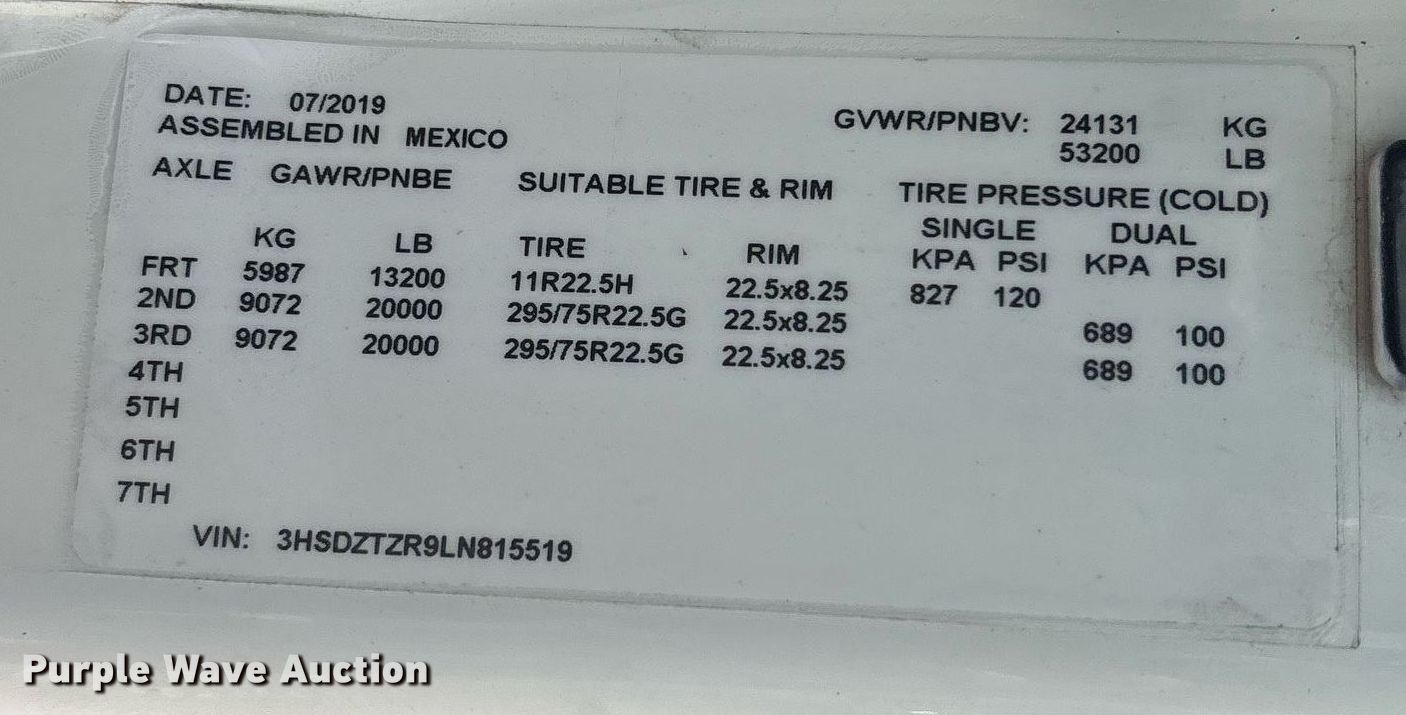 DATE: 07/2019
ASSEMBLED IN MEXICO
GVWR/PNBV: 24131 KG
53200 LB
AXLE GAWR/PNBE SUITABLE TIRE & RIM TIRE PRESSURE (COLD)
SINGLE DUAL
KG LB TIRE RIM KPA PSI KPA PSI
FRT 5987 13200 11R22.5H 22.5x8.25 827 120
2ND 9072 20000 295/75R22.5G 22.5x8.25 689 100
3RD 9072 20000 295/75R22.5G 22.5x8.25 689 100
4TH
5TH
6TH
7TH
VIN: 3HSDZTZR9LN815519
Purple Wave Auction